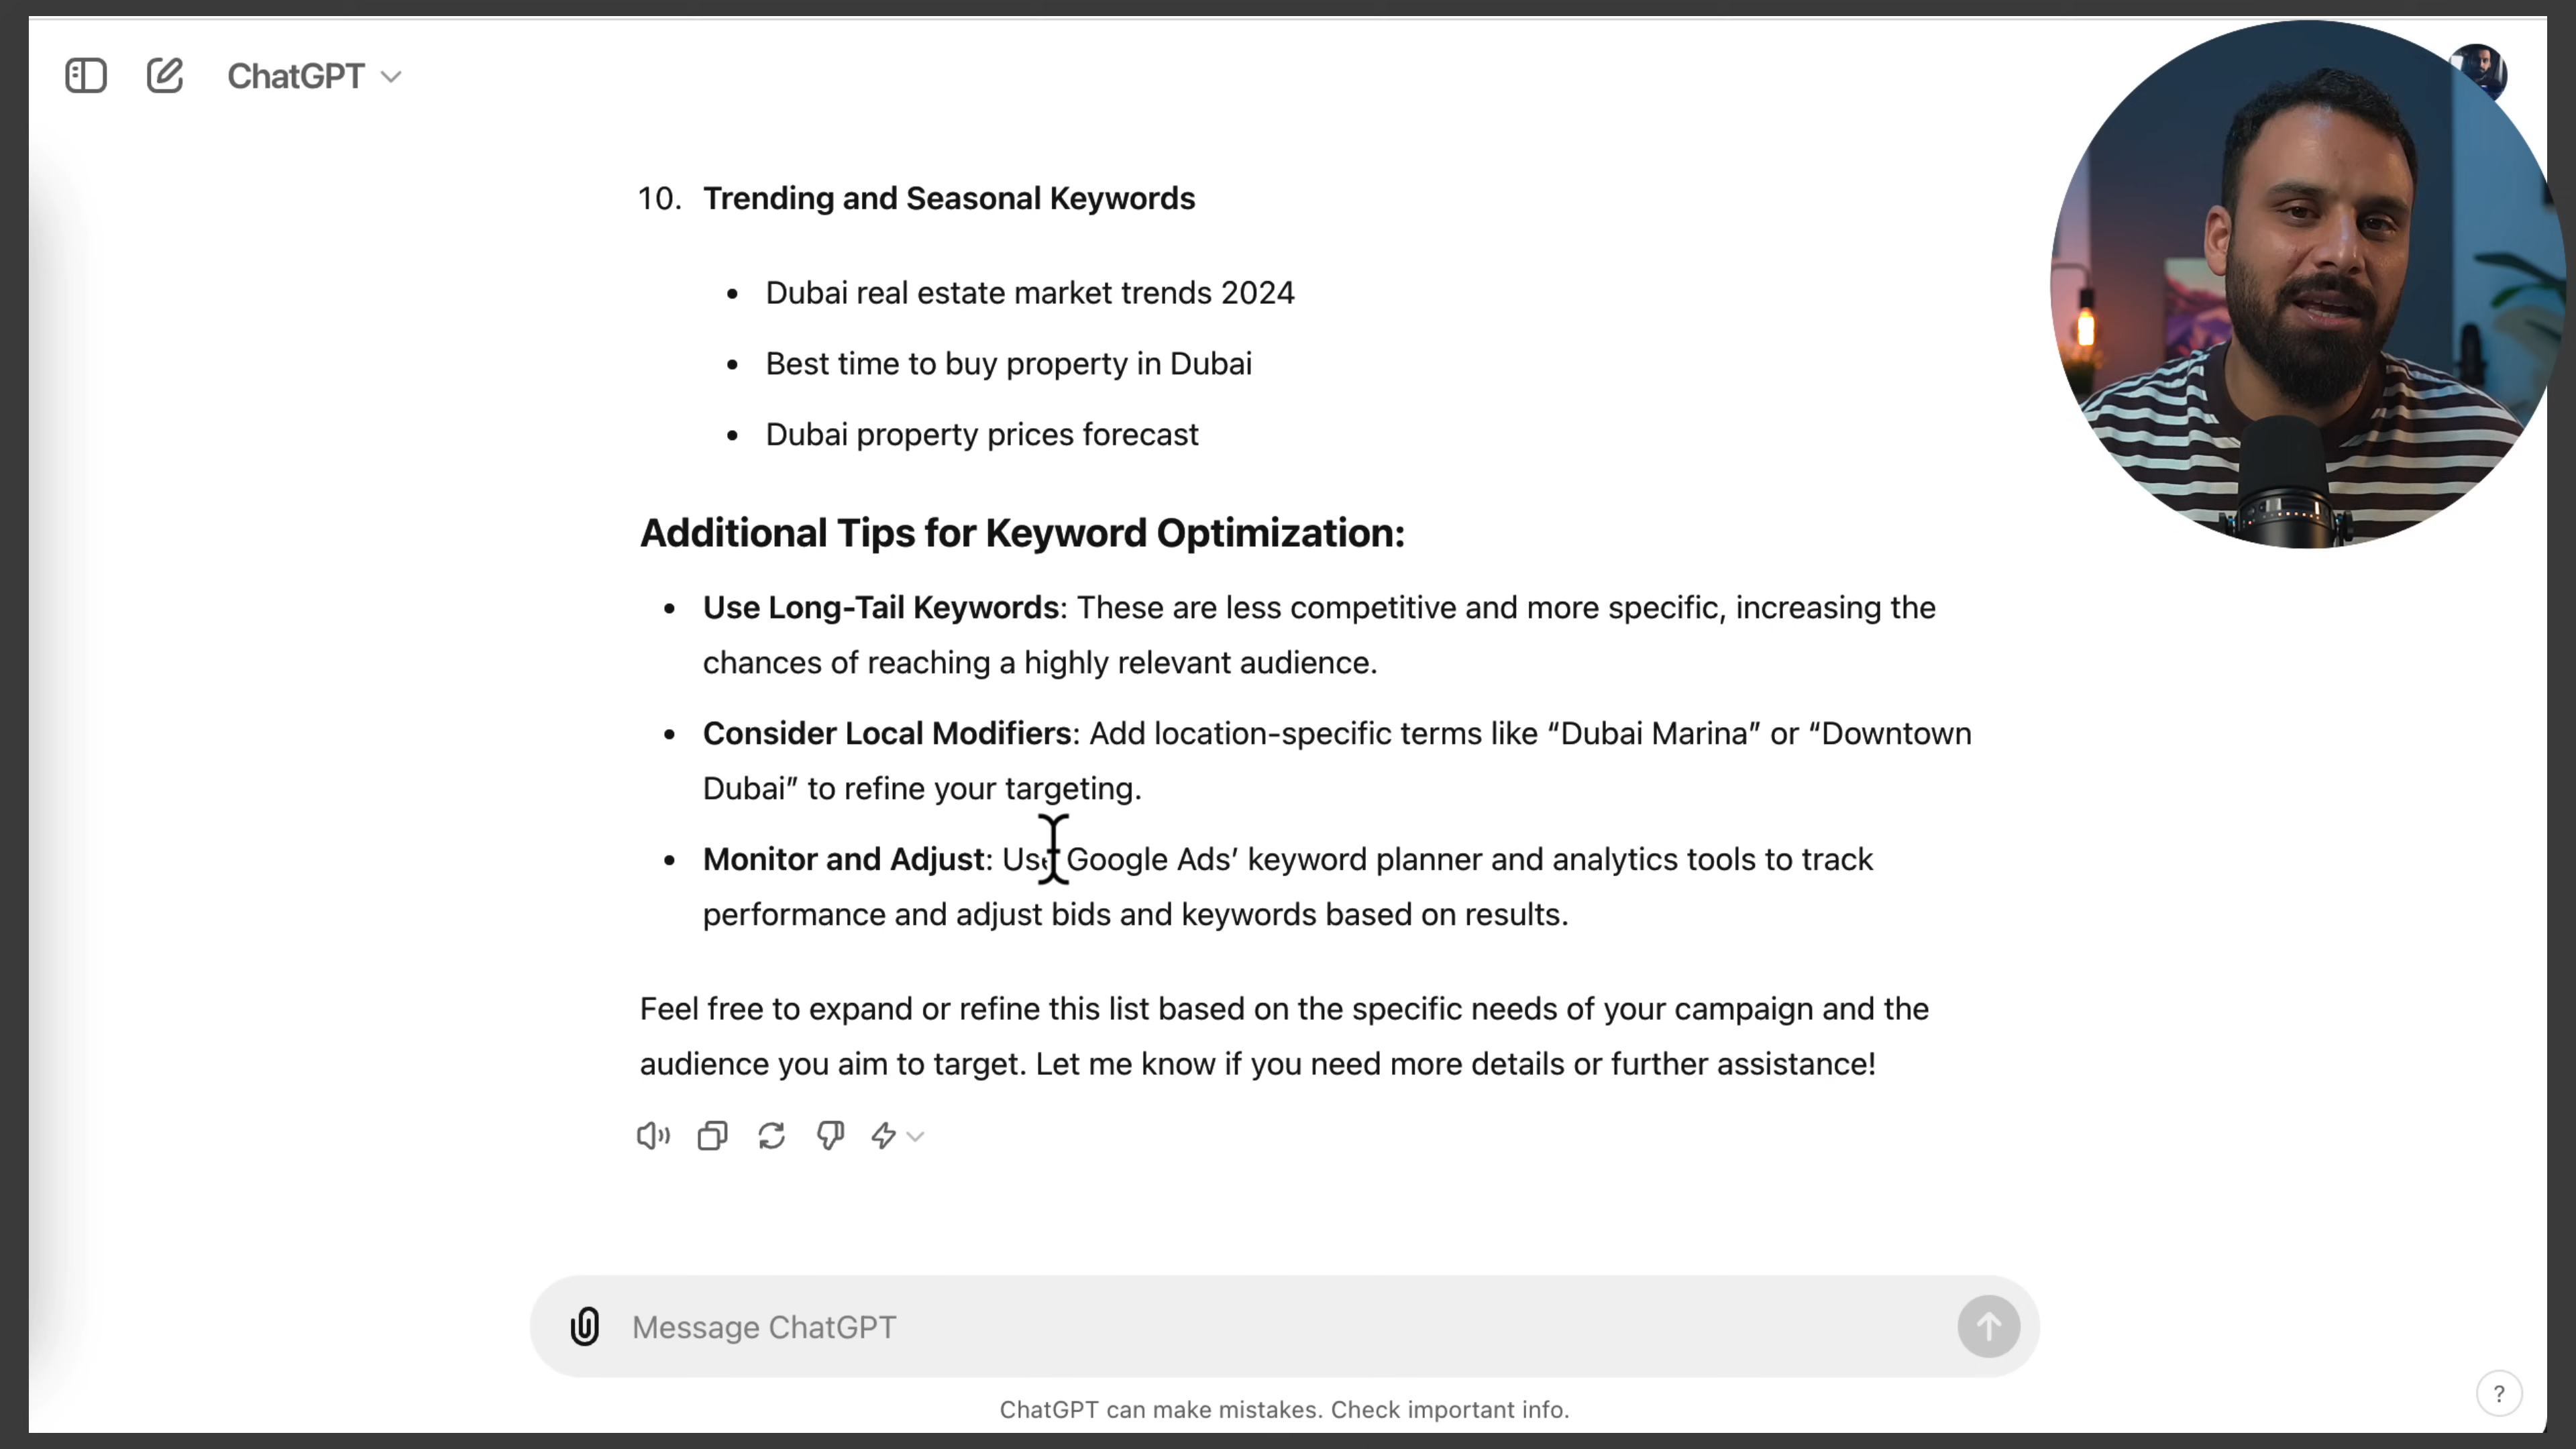 ChatGPT
10. Trending and Seasonal Keywords
• Dubai real estate market trends 2024
• Best time to buy property in Dubai
• Dubai property prices forecast
Additional Tips for Keyword Optimization:
• Use Long-Tail Keywords: These are less competitive and more specific, increasing the
chances of reaching a highly relevant audience.
• Consider Local Modifiers: Add location-specific terms like “Dubai Marina” or “Downtown
Dubai” to refine your targeting.
• Monitor and Adjust: Use Google Ads’ keyword planner and analytics tools to track
performance and adjust bids and keywords based on results.
Feel free to expand or refine this list based on the specific needs of your campaign and the
audience you aim to target. Let me know if you need more details or further assistance!
Message ChatGPT
ChatGPT can make mistakes. Check important info.
?